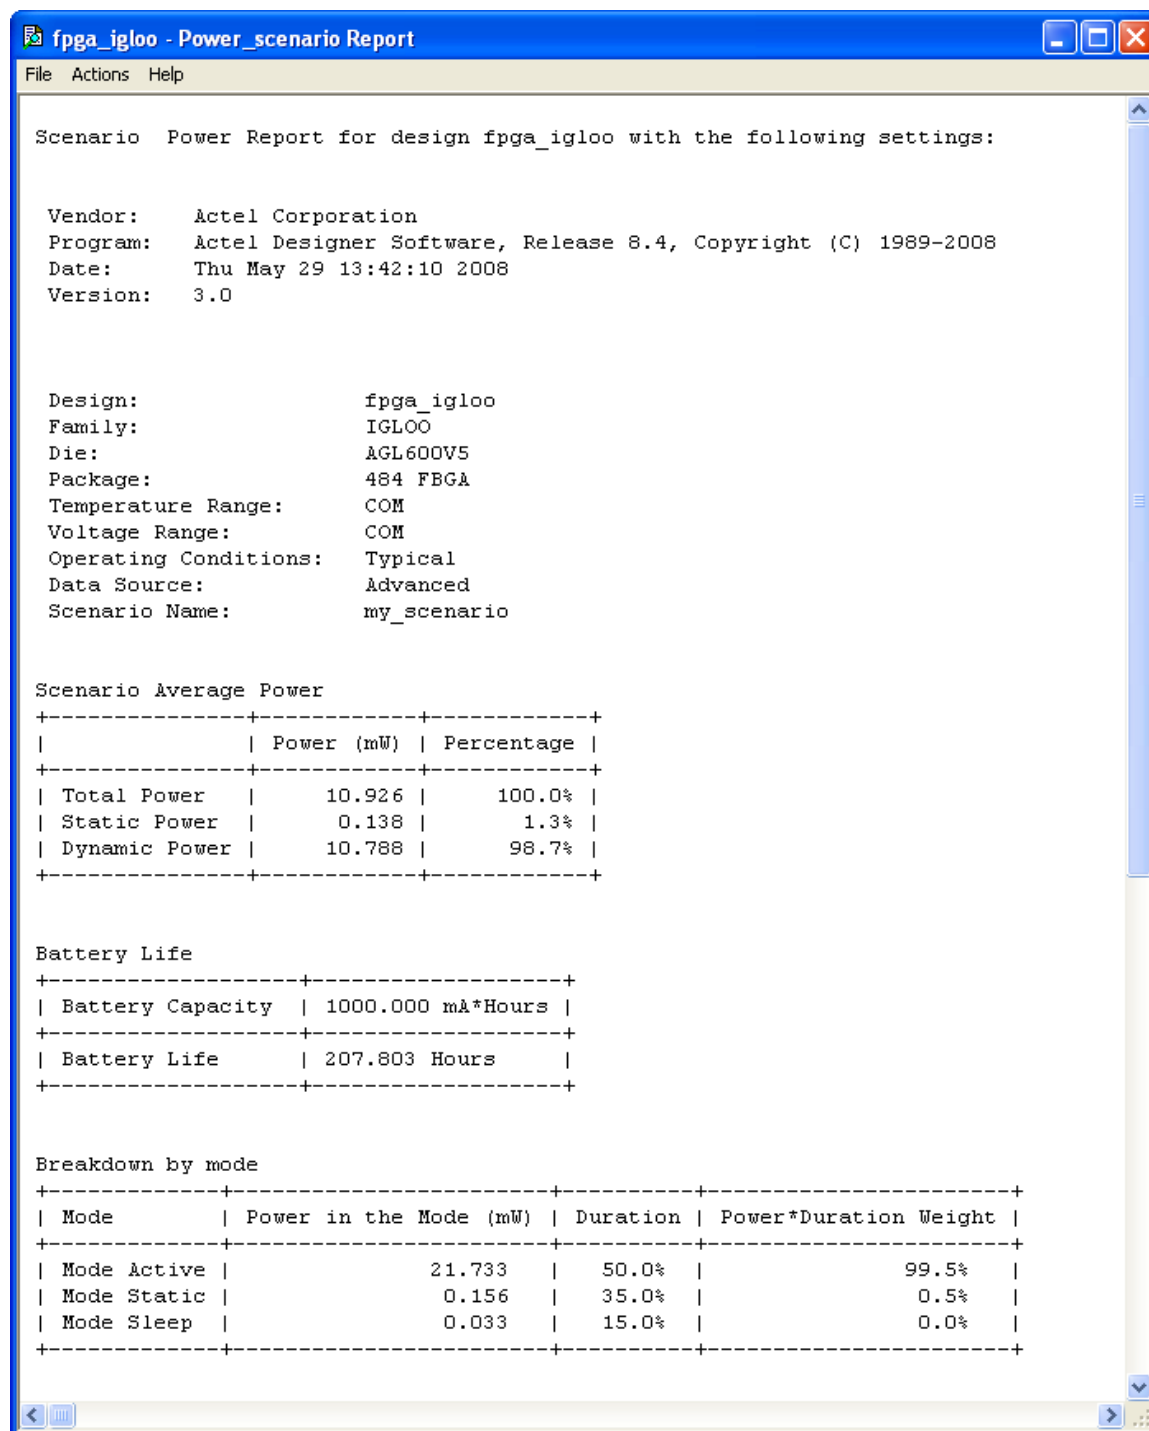 fpga_igloo - Power_scenario Report
File Actions Help
Scenario  Power Report for design fpga_igloo with the following settings:
Vendor:    Actel Corporation
Program:   Actel Designer Software, Release 8.4, Copyright (C) 1989-2008
Date:      Thu May 29 13:42:10 2008
Version:   3.0
Design:                  fpga_igloo
Family:                  IGLOO
Die:                     AGL600V5
Package:                 484 FBGA
Temperature Range:       COM
Voltage Range:           COM
Operating Conditions:    Typical
Data Source:             Advanced
Scenario Name:           my_scenario
Scenario Average Power
+-----------------+------------+------------+
|                 | Power (mW) | Percentage |
+-----------------+------------+------------+
| Total Power   |     10.926 |     100.0% |
| Static Power  |      0.138 |       1.3% |
| Dynamic Power |     10.788 |      98.7% |
+-----------------+------------+------------+
Battery Life
+-------------------+-------------------+
| Battery Capacity  | 1000.000 mA*Hours |
+-------------------+-------------------+
| Battery Life      | 207.803 Hours     |
+-------------------+-------------------+
Breakdown by mode
+-------------+------------------------+----------+-----------------------+
| Mode        | Power in the Mode (mW) | Duration | Power*Duration Weight |
+-------------+------------------------+----------+-----------------------+
| Mode Active |               21.733   |   50.0%  |               99.5%   |
| Mode Static |                0.156   |   35.0%  |                0.5%   |
| Mode Sleep  |                0.033   |   15.0%  |                0.0%   |
+-------------+------------------------+----------+-----------------------+